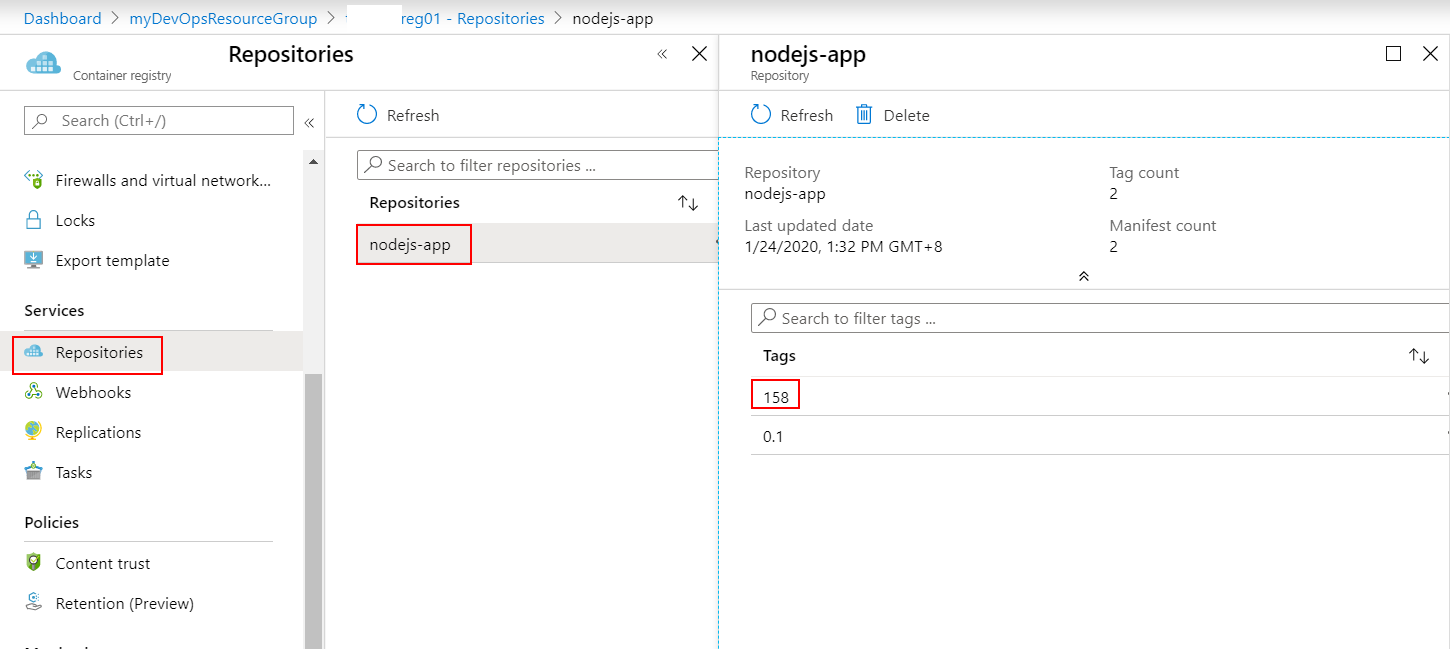 Dashboard > myDevOpsResourceGroup > reg01 - Repositories > nodejs-app
Repositories
Container registry
Search (Ctrl+/)
Firewalls and virtual network...
Locks
Export template
Services
Repositories
Webhooks
Replications
Tasks
Policies
Content trust
Retention (Preview)
Refresh
Search to filter repositories ...
Repositories
nodejs-app
nodejs-app
Repository
Refresh Delete
Repository
nodejs-app
Tag count
2
Last updated date
1/24/2020, 1:32 PM GMT+8
Manifest count
2
Search to filter tags ...
Tags
158
0.1